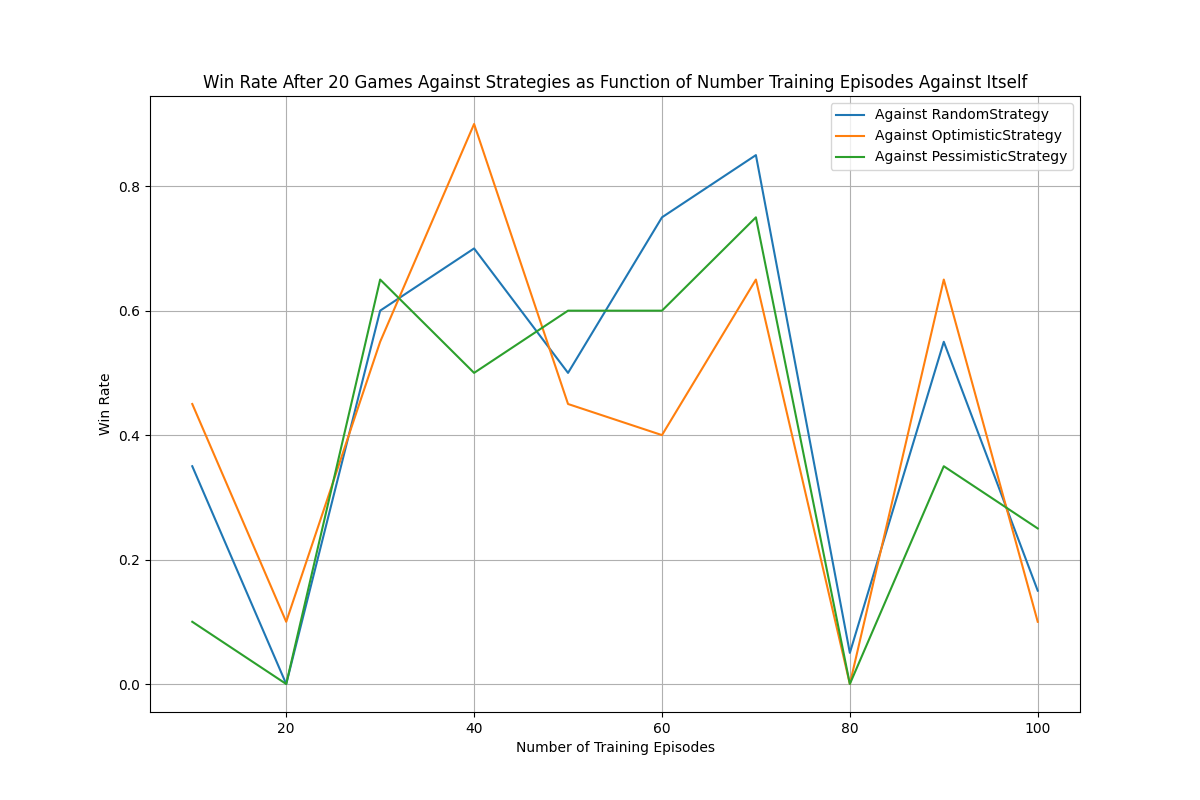 Win Rate After 20 Games Against Strategies as Function of Number Training Episodes Against Itself
Against RandomStrategy
Against OptimisticStrategy
Against PessimisticStrategy
Win Rate
0.8
0.6
0.4
0.2
0.0
20 40 60 80 100
Number of Training Episodes